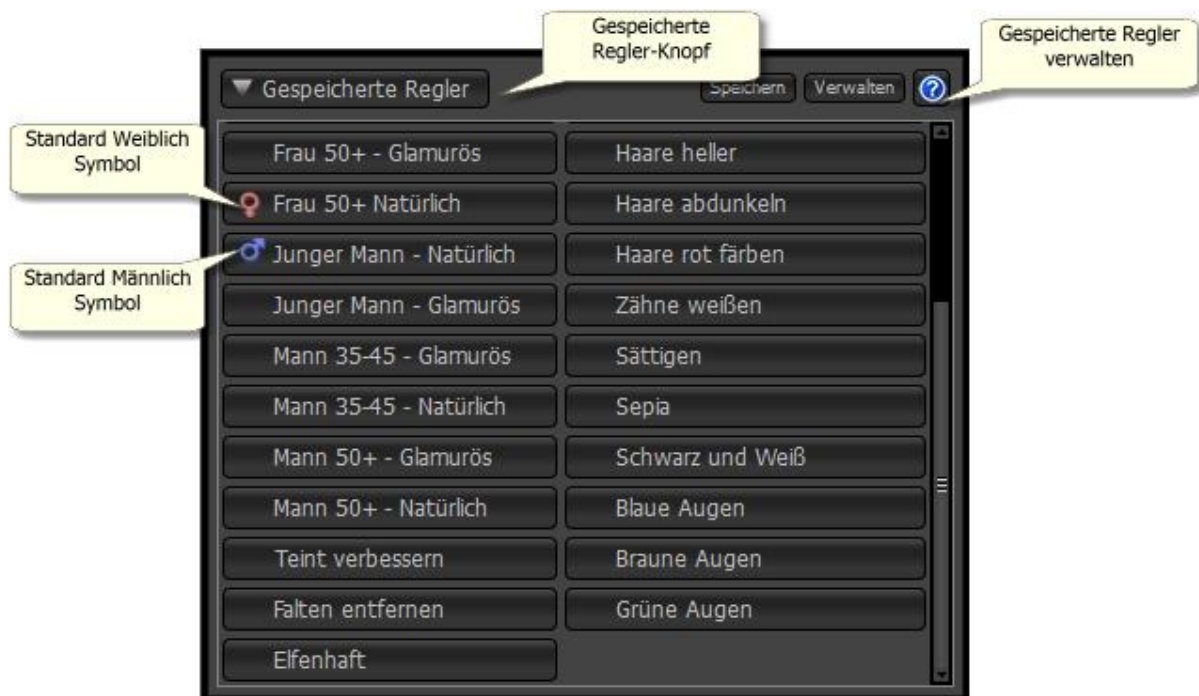 Gespeicherte
Regler-Knopf
Gespeicherte Regler
verwalten
Gespeicherte Regler
Speichern
Verwalten
?
Standard Weiblich
Symbol
Standard Männlich
Symbol
Frau 50+ - Glamurös
Frau 50+ Natürlich
Junger Mann - Natürlich
Junger Mann - Glamurös
Mann 35-45 - Glamurös
Mann 35-45 - Natürlich
Mann 50+ - Glamurös
Mann 50+ - Natürlich
Teint verbessern
Falten entfernen
Elfenhaft
Haare heller
Haare abdunkeln
Haare rot färben
Zähne weißen
Sättigen
Sepia
Schwarz und Weiß
Blaue Augen
Braune Augen
Grüne Augen